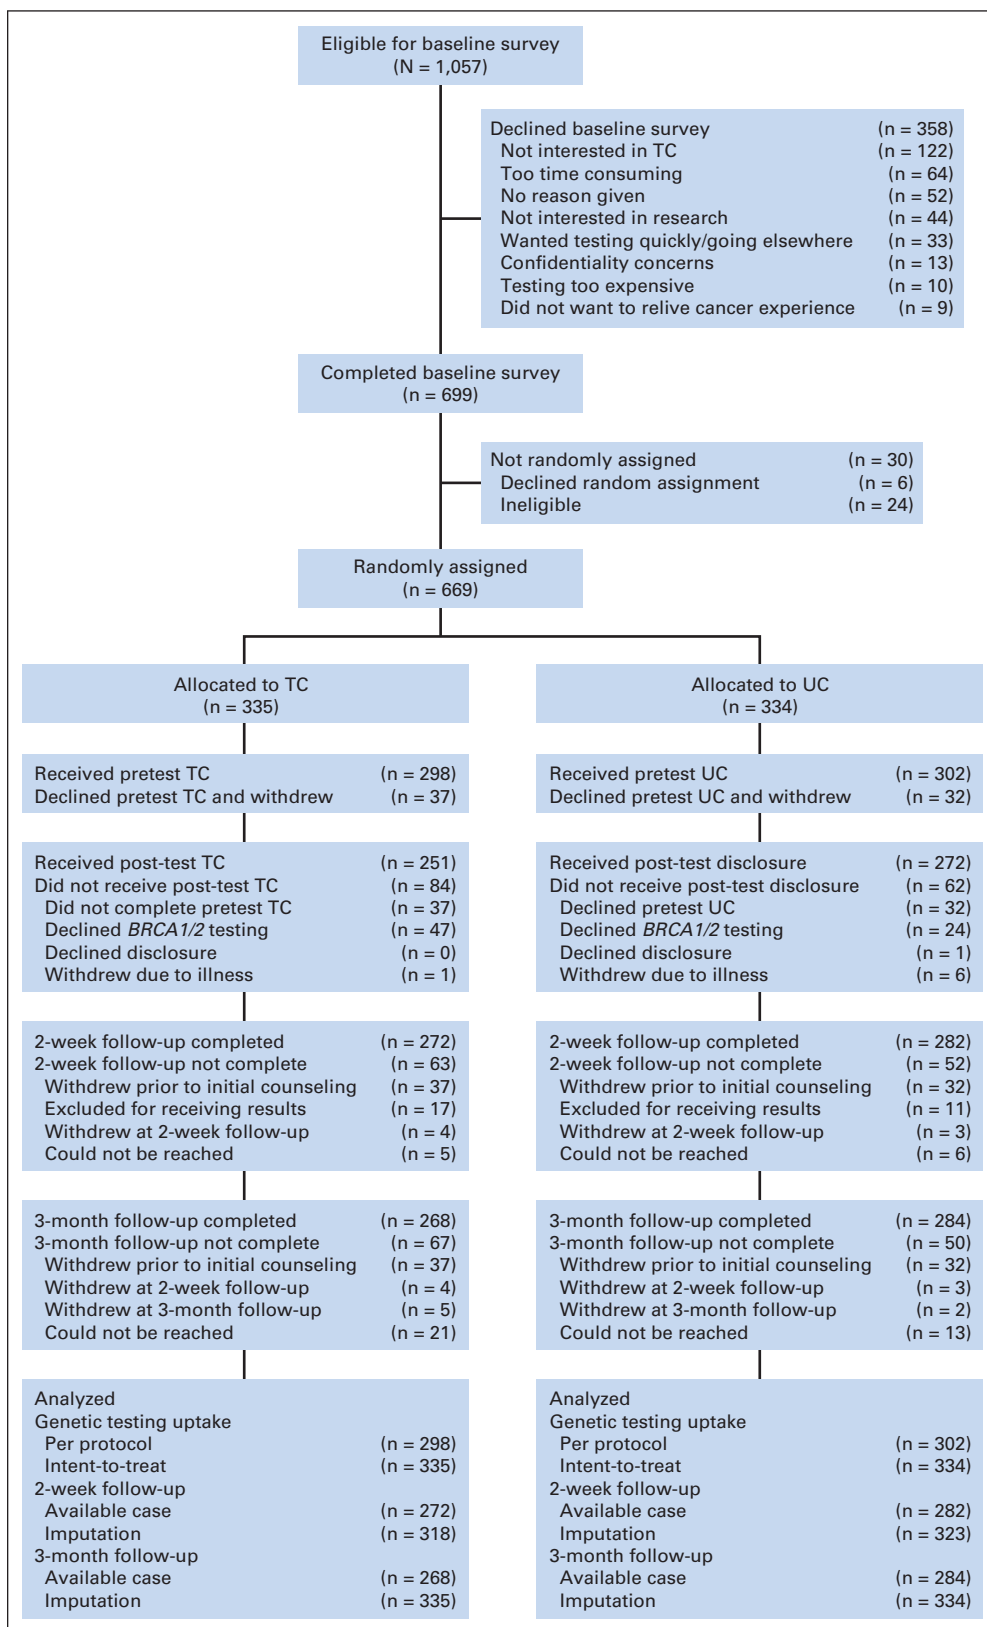 Eligible for baseline survey
(N = 1,057)
Declined baseline survey (n = 358)
Not interested in TC (n = 122)
Too time consuming (n = 64)
No reason given (n = 52)
Not interested in research (n = 44)
Wanted testing quickly/going elsewhere (n = 33)
Confidentiality concerns (n = 13)
Testing too expensive (n = 10)
Did not want to relive cancer experience (n = 9)
Completed baseline survey
(n = 699)
Not randomly assigned (n = 30)
Declined random assignment (n = 6)
Ineligible (n = 24)
Randomly assigned
(n = 669)
Allocated to TC
(n = 335)
Received pretest TC (n = 298)
Declined pretest TC and withdrew (n = 37)
Received post-test TC (n = 251)
Did not receive post-test TC (n = 84)
Did not complete pretest TC (n = 37)
Declined BRCA1/2 testing (n = 47)
Declined disclosure (n = 0)
Withdrew due to illness (n = 1)
2-week follow-up completed (n = 272)
2-week follow-up not complete (n = 63)
Withdrew prior to initial counseling (n = 37)
Excluded for receiving results (n = 17)
Withdrew at 2-week follow-up (n = 4)
Could not be reached (n = 5)
3-month follow-up completed (n = 268)
3-month follow-up not complete (n = 67)
Withdrew prior to initial counseling (n = 37)
Withdrew at 2-week follow-up (n = 4)
Withdrew at 3-month follow-up (n = 5)
Could not be reached (n = 21)
Analyzed
Genetic testing uptake
Per protocol (n = 298)
Intent-to-treat (n = 335)
2-week follow-up
Available case (n = 272)
Imputation (n = 318)
3-month follow-up
Available case (n = 268)
Imputation (n = 335)
Allocated to UC
(n = 334)
Received pretest UC (n = 302)
Declined pretest UC and withdrew (n = 32)
Received post-test disclosure (n = 272)
Did not receive post-test disclosure (n = 62)
Declined pretest UC (n = 32)
Declined BRCA1/2 testing (n = 24)
Declined disclosure (n = 1)
Withdrew due to illness (n = 6)
2-week follow-up completed (n = 282)
2-week follow-up not complete (n = 52)
Withdrew prior to initial counseling (n = 32)
Excluded for receiving results (n = 11)
Withdrew at 2-week follow-up (n = 3)
Could not be reached (n = 6)
3-month follow-up completed (n = 284)
3-month follow-up not complete (n = 50)
Withdrew prior to initial counseling (n = 32)
Withdrew at 2-week follow-up (n = 3)
Withdrew at 3-month follow-up (n = 2)
Could not be reached (n = 13)
Analyzed
Genetic testing uptake
Per protocol (n = 302)
Intent-to-treat (n = 334)
2-week follow-up
Available case (n = 282)
Imputation (n = 323)
3-month follow-up
Available case (n = 284)
Imputation (n = 334)